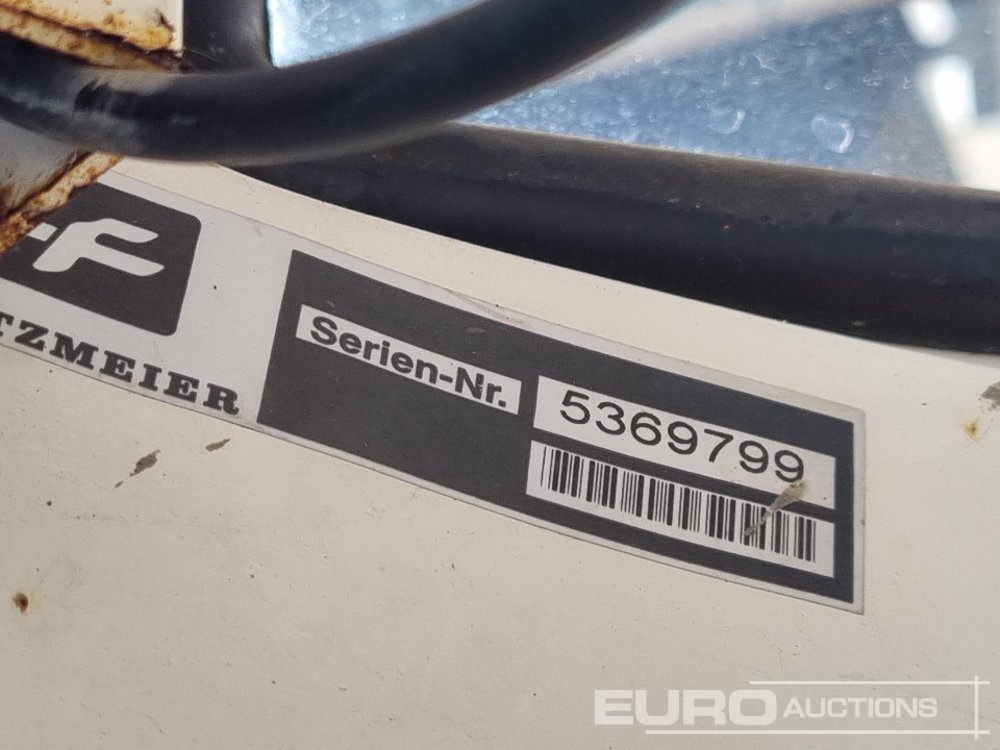 TZMEIER
Serien-Nr.
5369799
EURO AUCTIONS